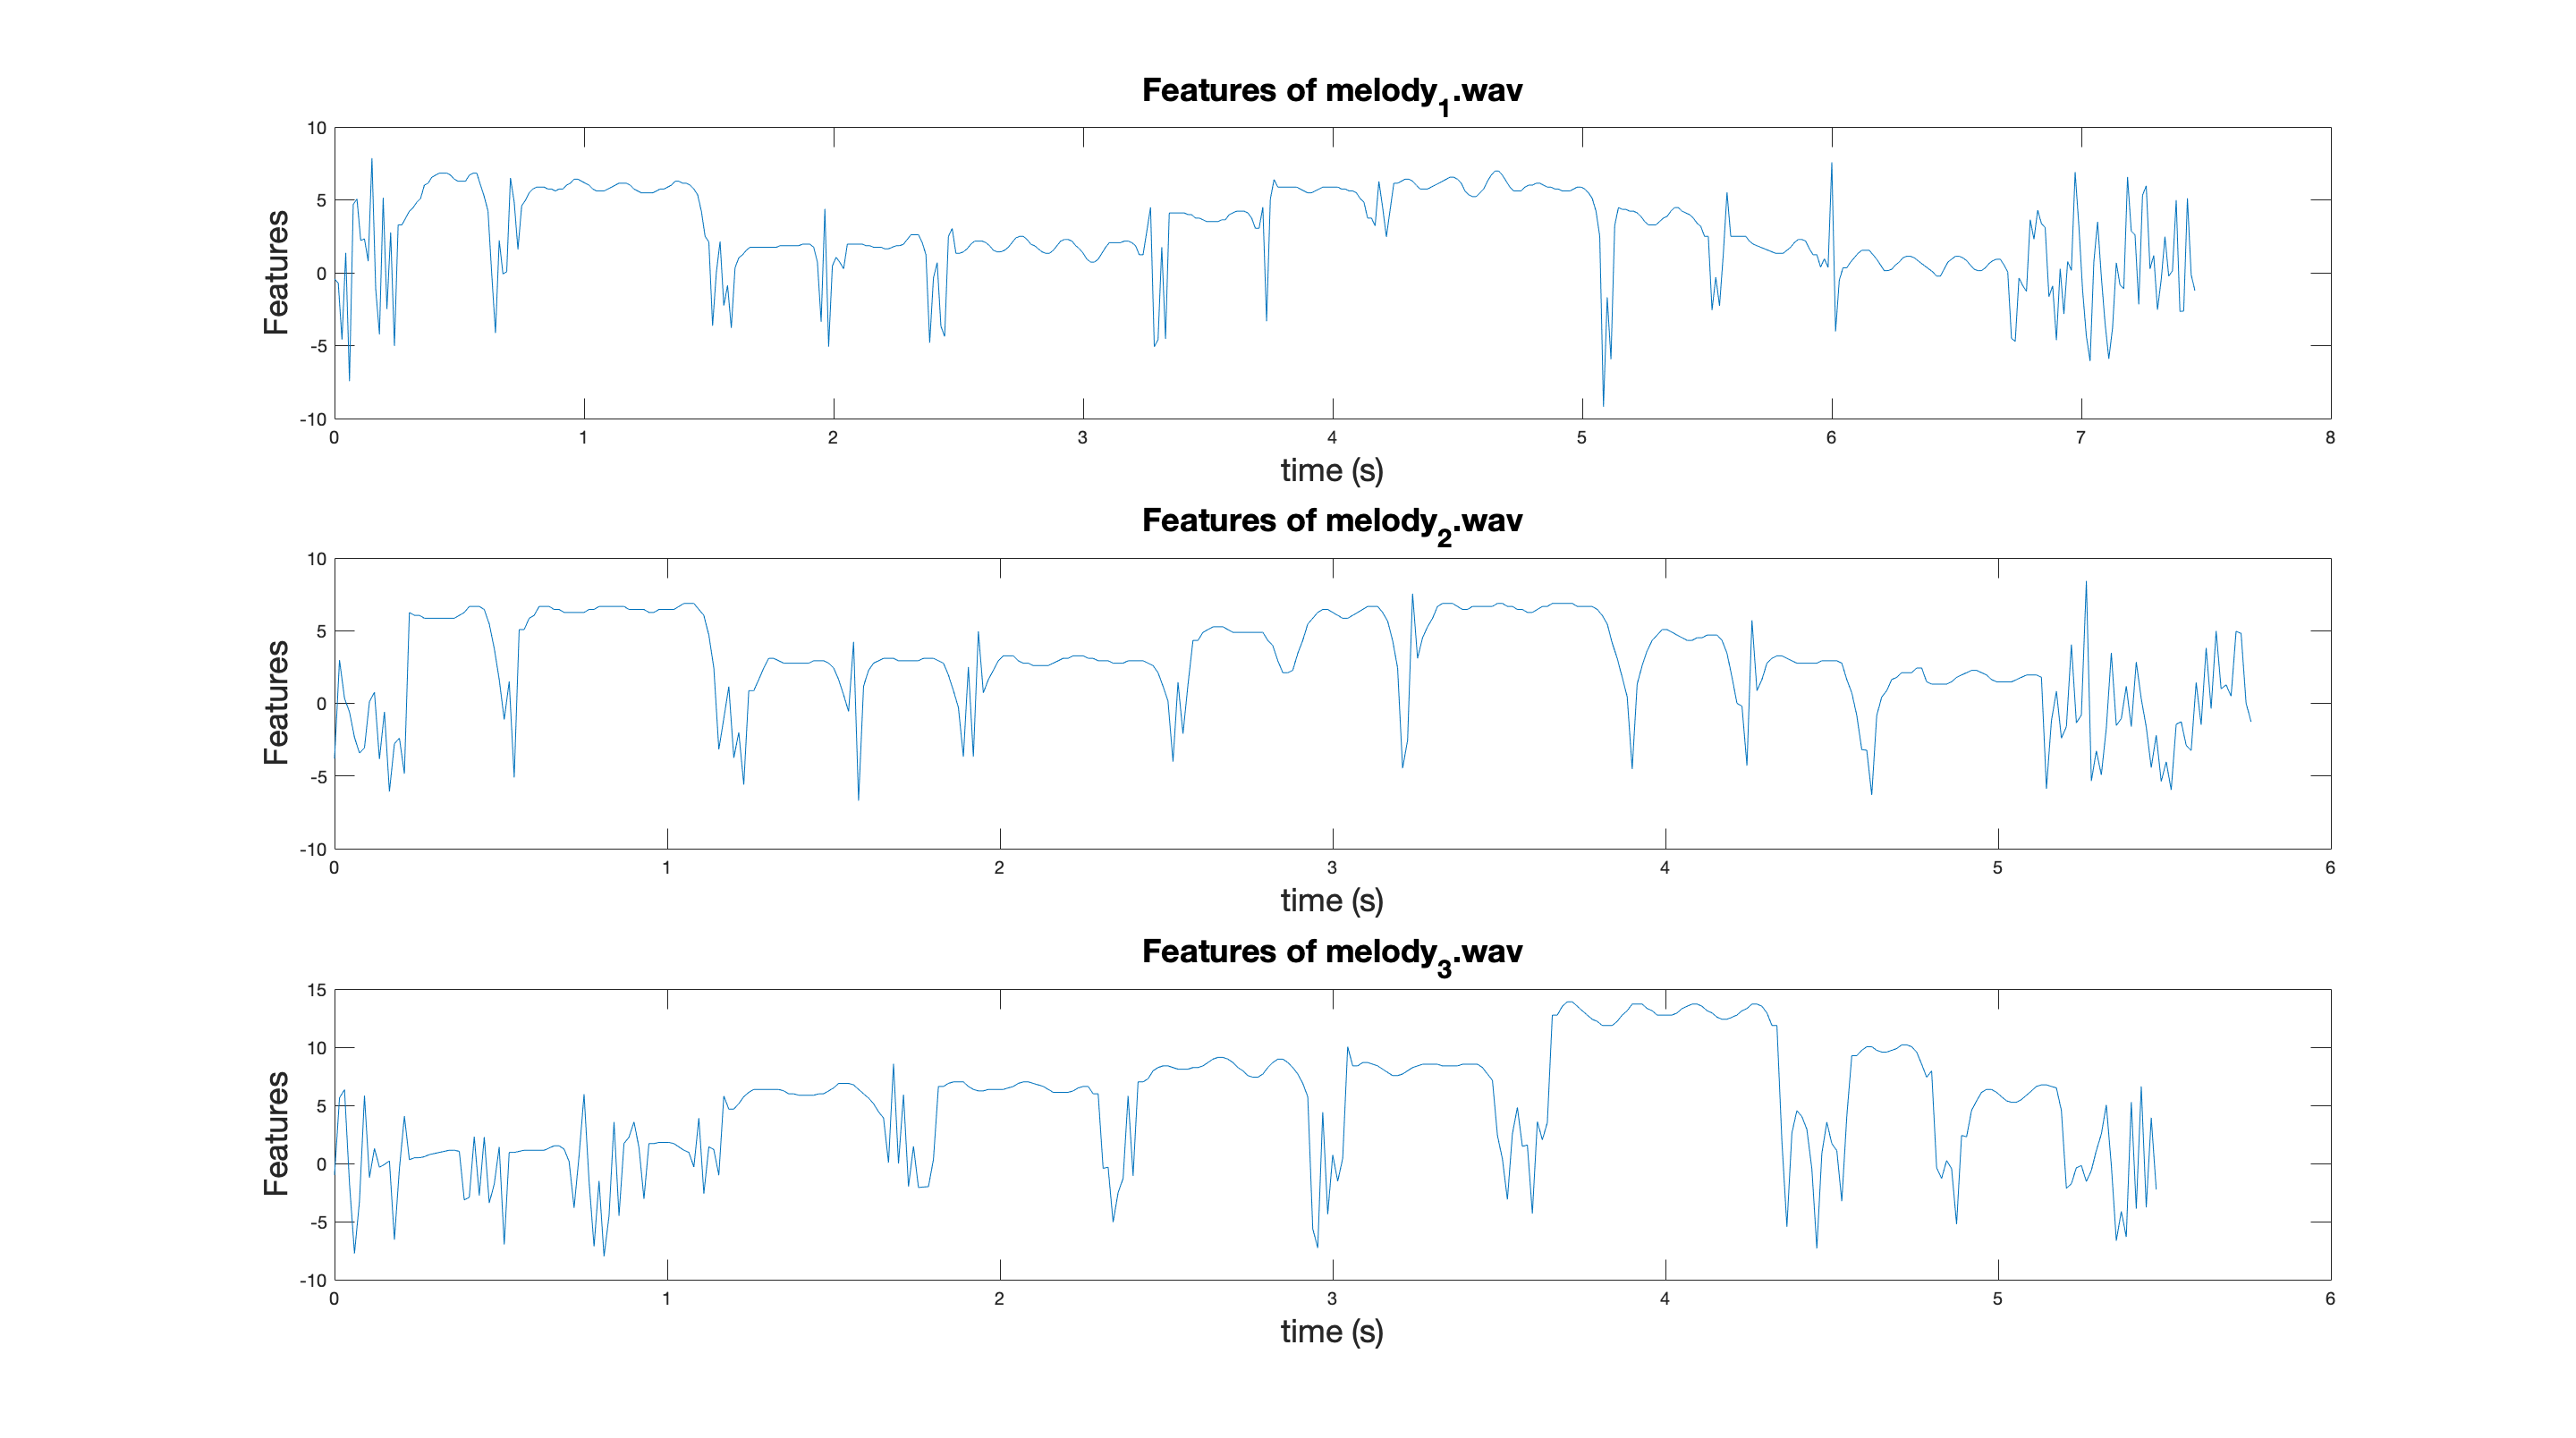 Features of melody1.wav
10
5
0
-5
-10
Features
0 1 2 3 4 5 6 7 8
time (s)
Features of melody2.wav
10
5
0
-5
-10
Features
0 1 2 3 4 5 6
time (s)
Features of melody3.wav
15
10
5
0
-5
-10
Features
0 1 2 3 4 5 6
time (s)